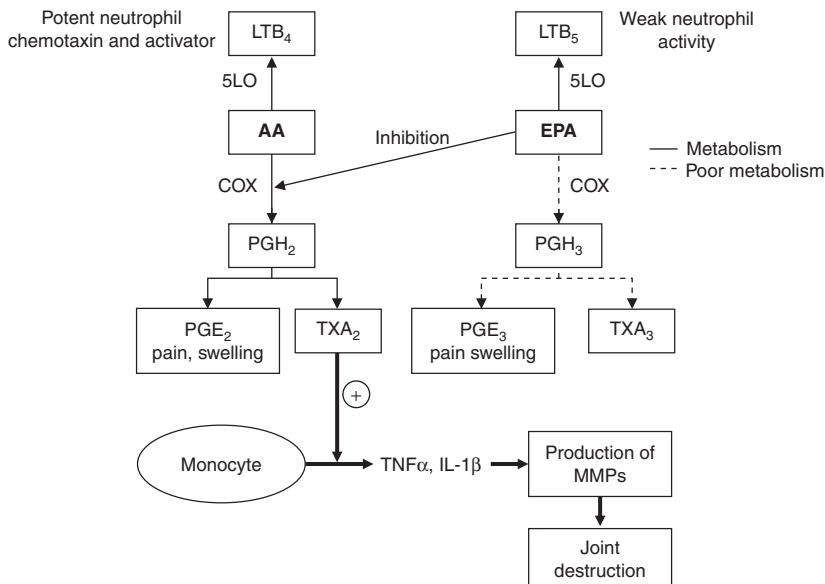 Potent neutrophil
chemotaxin and activator
LTB₄
LTB₅
Weak neutrophil
activity
5LO
5LO
AA
Inhibition
EPA
Metabolism
Poor metabolism
COX
COX
PGH₂
PGH₃
PGE₂
pain, swelling
TXA₂
PGE₃
pain swelling
TXA₃
+
Monocyte
TNFα, IL-1β
Production of
MMPs
Joint
destruction